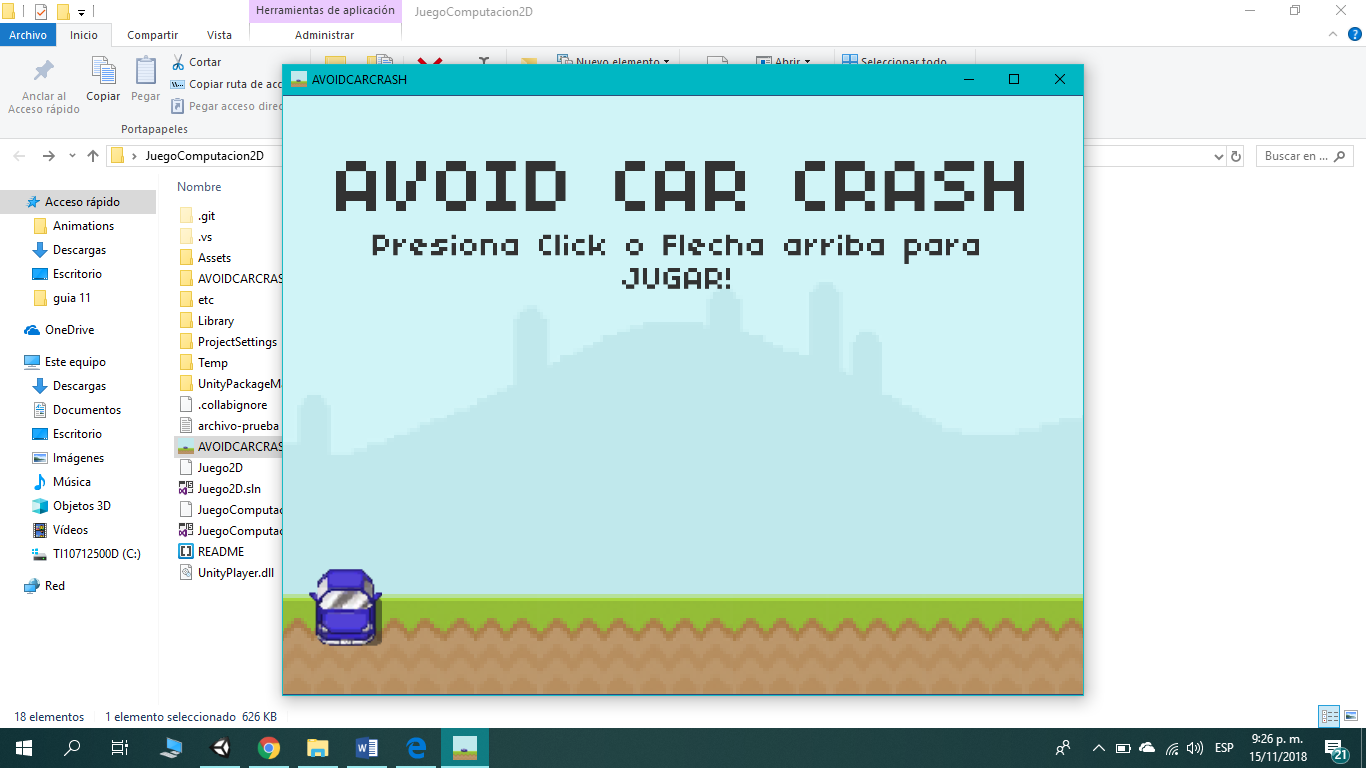 Herramientas de aplicación
JuegoComputacion2D
Archivo
Inicio
Compartir
Vista
Administrar
Anclar al
Acceso rápido
Copiar
Pegar
Cortar
Copiar ruta de acc
Pegar acceso direc
Portapapeles
Nuevo elemento
Abrir
Seleccionar todo
JuegoComputacion2D
Buscar en ...
AVOIDCARCRASH
AVOID CAR CRASH
Presiona Click o Flecha arriba para
JUGAR!
Acceso rápido
Animations
Descargas
Escritorio
guia 11
OneDrive
Este equipo
Descargas
Documentos
Escritorio
Imágenes
Música
Objetos 3D
Vídeos
TI10712500D (C:)
Red
Nombre
.git
.vs
Assets
AVOIDCARCRAS
etc
Library
ProjectSettings
Temp
UnityPackageMa
.collabignore
archivo-prueba
AVOIDCARCRAS
Juego2D
Juego2D.sln
JuegoComputac
JuegoComputac
README
UnityPlayer.dll
18 elementos
1 elemento seleccionado 626 KB
ESP
9:26 p. m.
15/11/2018
21